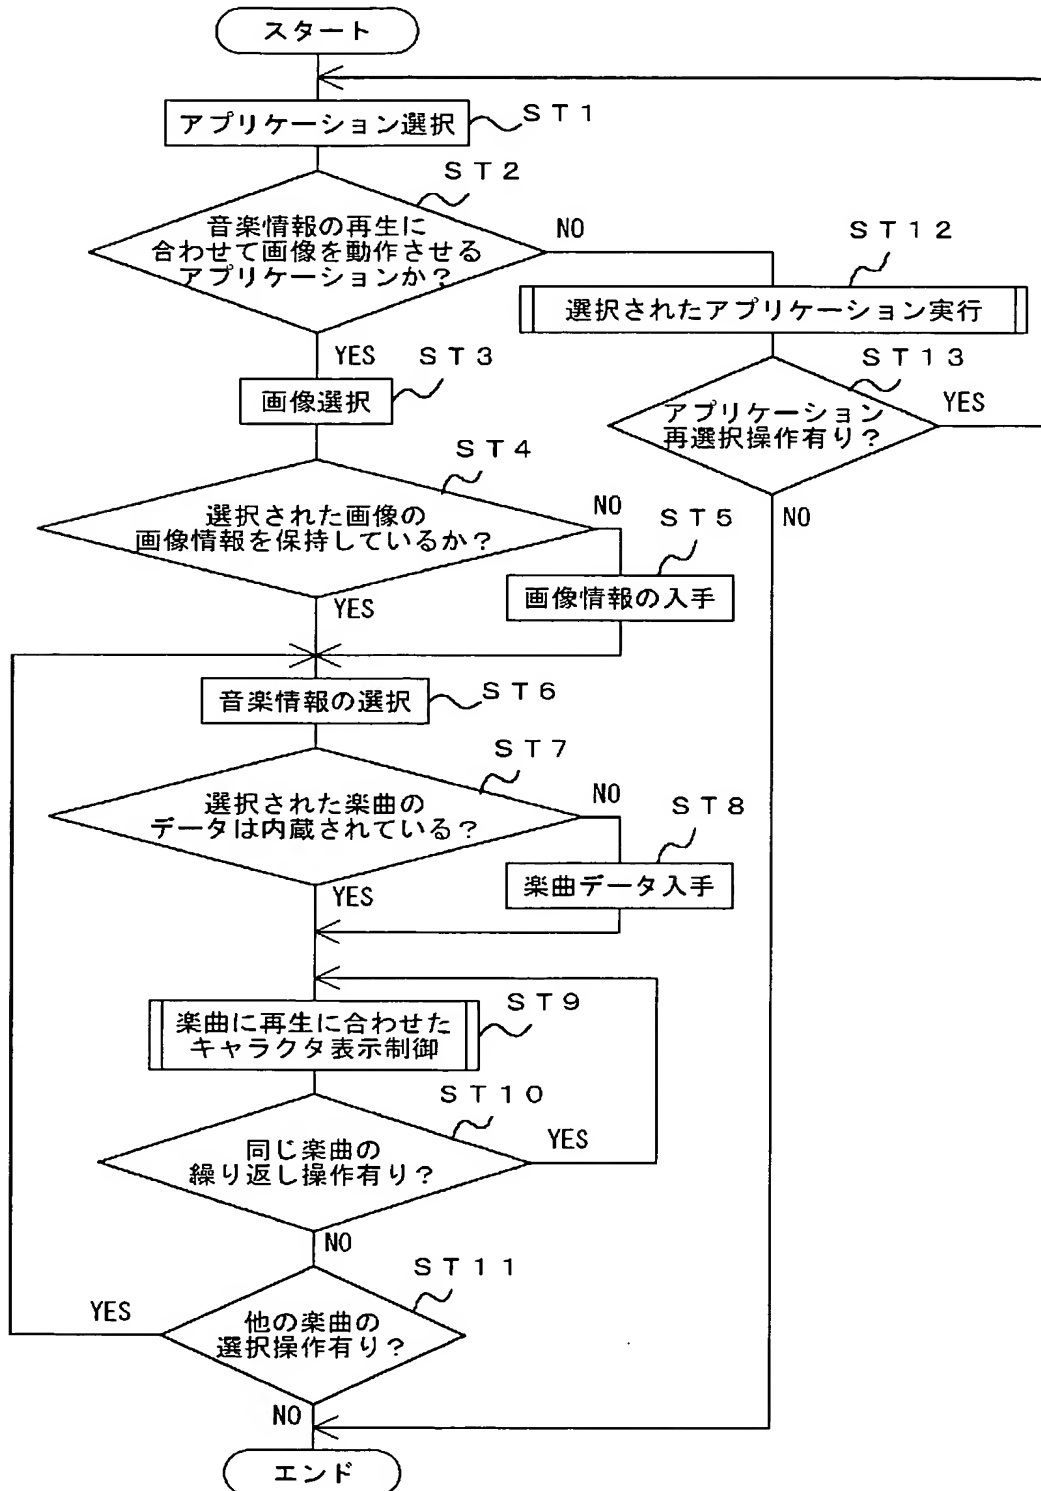 スタート
アプリケーション選択
ST1
ST2
音楽情報の再生に
合わせて画像を動作させる
アプリケーションか?
NO
YES
ST12
選択されたアプリケーション実行
ST13
アプリケーション
再選択操作有り?
YES
NO
ST3
画像選択
ST4
選択された画像の
画像情報を保持しているか?
NO
YES
ST5
画像情報の入手
ST6
音楽情報の選択
ST7
選択された楽曲の
データは内蔵されている?
NO
YES
ST8
楽曲データ入手
ST9
楽曲に再生に合わせた
キャラクタ表示制御
ST10
同じ楽曲の
繰り返し操作有り?
YES
NO
ST11
他の楽曲の
選択操作有り?
YES
NO
エンド